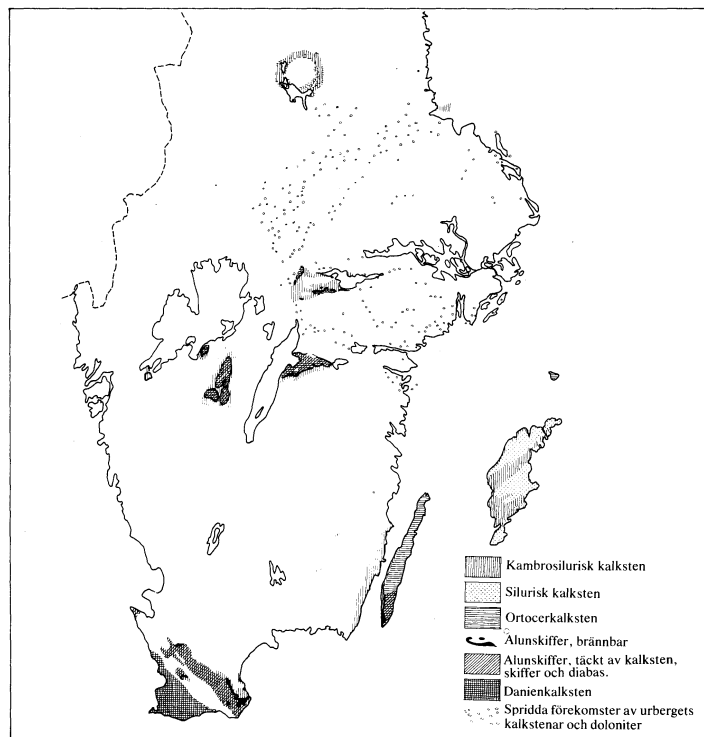 Kambrosilurisk kalksten
Silurisk kalksten
Ortocerkalksten
Alunskiffer, brännbar
Alunskiffer, täckt av kalksten,
skiffer och diabas.
Danienkalksten
Spridda förekomster av urbergets
kalkstenar och doloniter